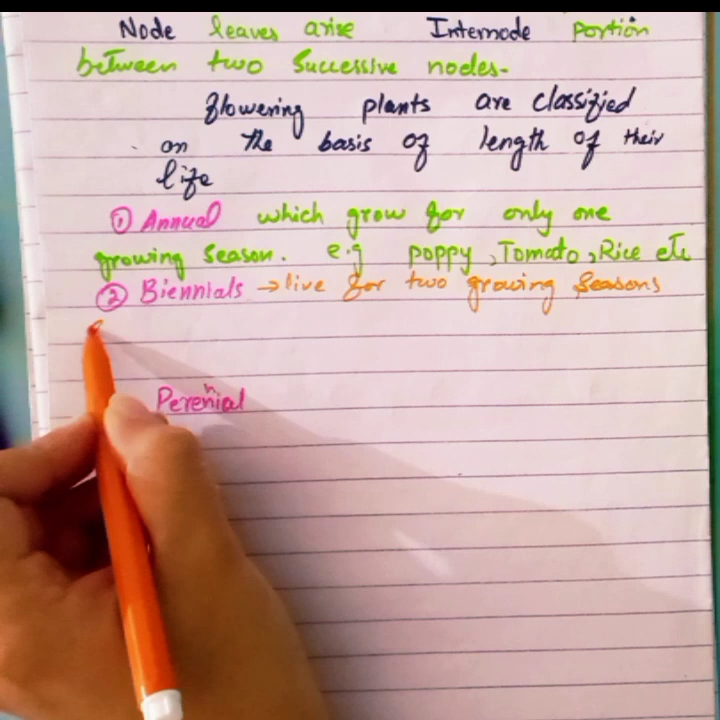 Node leaves arise Internode portion
between two successive nodes-
flowering plants are classified
on the basis of length of their
life
① Annual which grow for only one
growing season. e.g poppy, Tomato, Rice etc
② Biennials → live for two growing seasons
Perennial